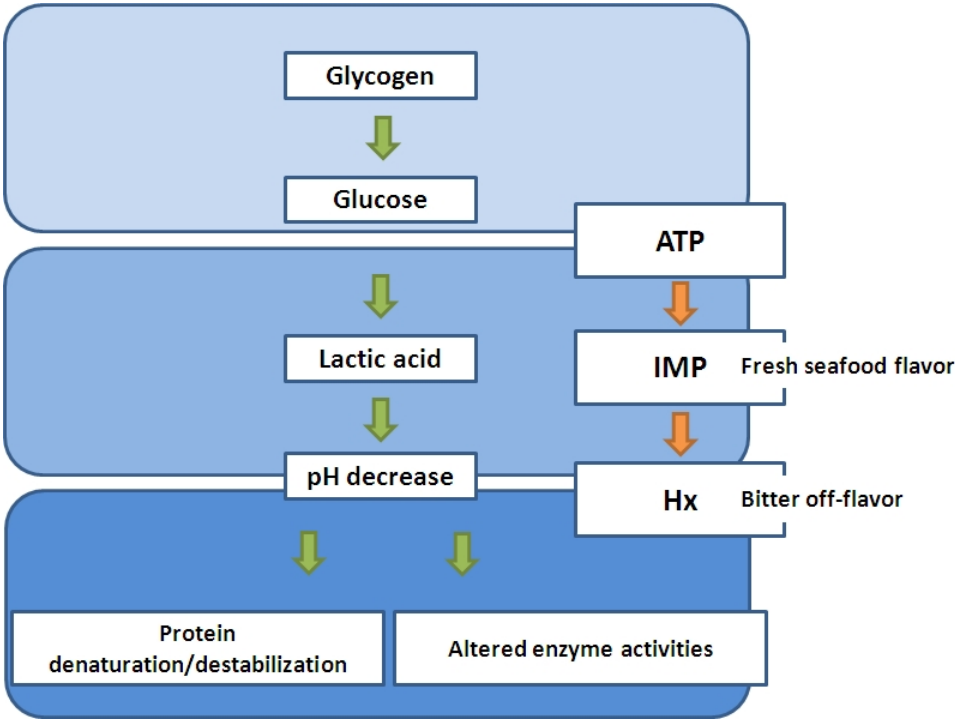 Glycogen
Glucose
ATP
Lactic acid
IMP
Fresh seafood flavor
pH decrease
Hx
Bitter off-flavor
Protein
denaturation/destabilization
Altered enzyme activities